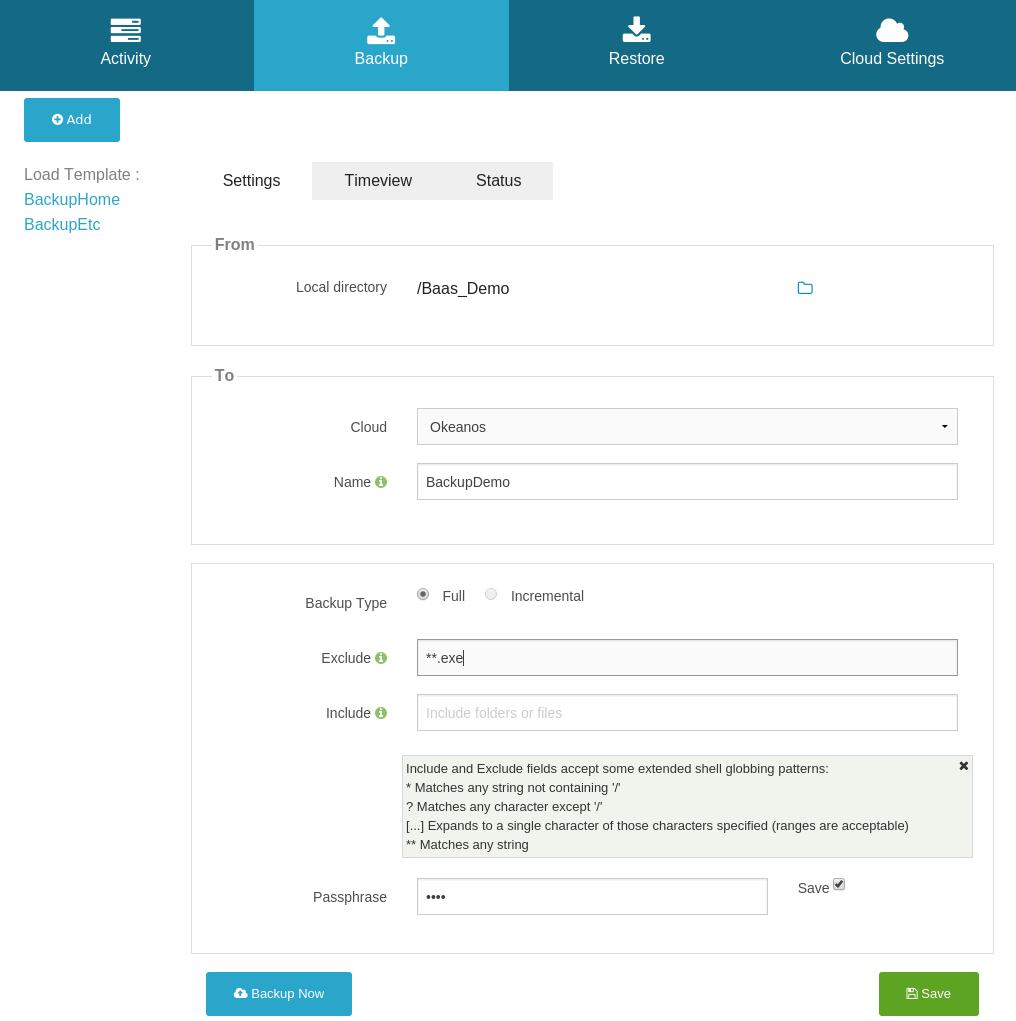 Activity
Backup
Restore
Cloud Settings
Add
Load Template :
BackupHome
BackupEtc
Settings
Timeview
Status
From
Local directory
/Baas_Demo
To
Cloud
Okeanos
Name
BackupDemo
Backup Type
Full
Incremental
Exclude
**.exe
Include
Include folders or files
Include and Exclude fields accept some extended shell globbing patterns:
* Matches any string not containing '/'
? Matches any character except '/'
[...] Expands to a single character of those characters specified (ranges are acceptable)
** Matches any string
Passphrase
••••
Save
Backup Now
Save